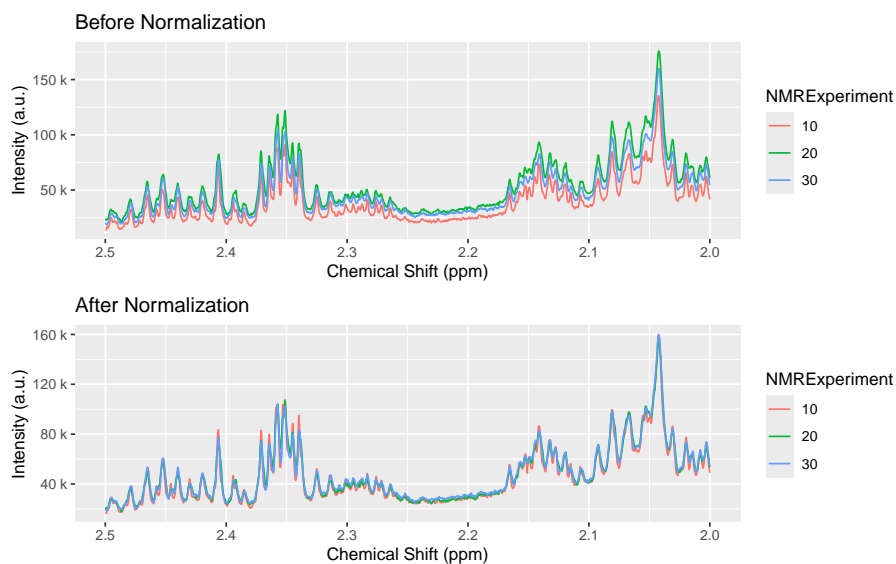 Before Normalization
Intensity (a.u.)
150 k
100 k
50 k
2.5 2.4 2.3 2.2 2.1 2.0
Chemical Shift (ppm)
NMRExperiment
10
20
30
After Normalization
Intensity (a.u.)
160 k
120 k
80 k
40 k
2.5 2.4 2.3 2.2 2.1 2.0
Chemical Shift (ppm)
NMRExperiment
10
20
30